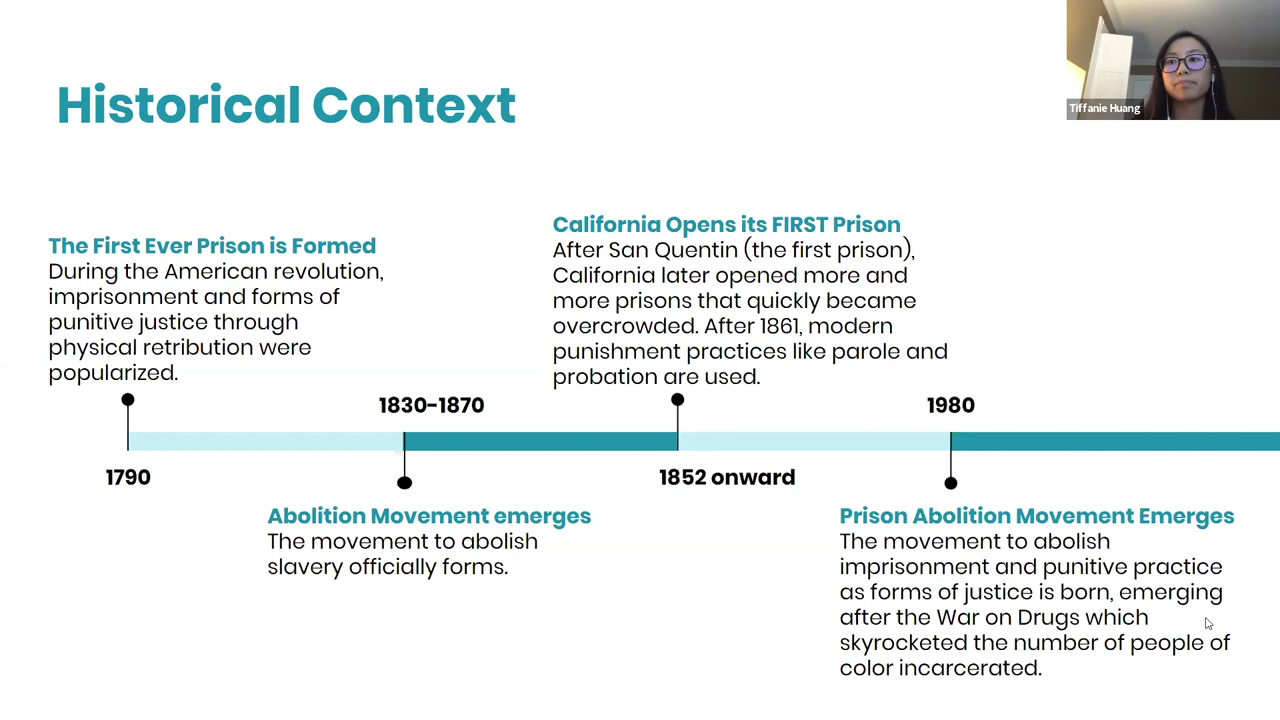 Historical Context
Tiffanie Huang
The First Ever Prison is Formed
During the American revolution,
imprisonment and forms of
punitive justice through
physical retribution were
popularized.
California Opens its FIRST Prison
After San Quentin (the first prison),
California later opened more and
more prisons that quickly became
overcrowded. After 1861, modern
punishment practices like parole and
probation are used.
1830-1870
1980
1790
1852 onward
Abolition Movement emerges
The movement to abolish
slavery officially forms.
Prison Abolition Movement Emerges
The movement to abolish
imprisonment and punitive practice
as forms of justice is born, emerging
after the War on Drugs which
skyrocketed the number of people of
color incarcerated.